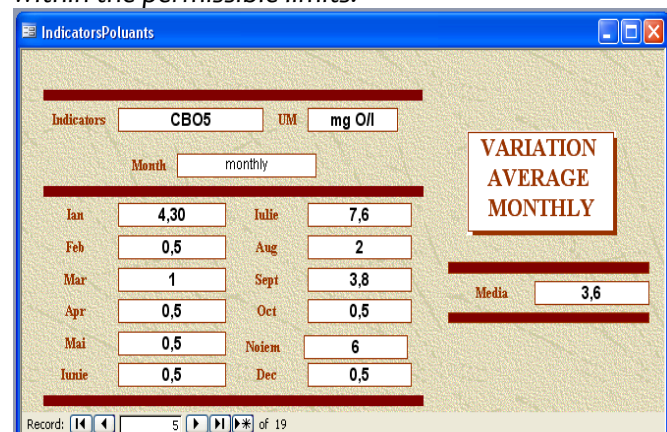 within the permissible limits.
IndicatorsPoluants
Indicators CBO5 UM mg O/l
Month monthly
VARIATION
AVERAGE
MONTHLY
Ian 4,30 Iulie 7,6
Feb 0,5 Aug 2
Mar 1 Sept 3,8
Media 3,6
Apr 0,5 Oct 0,5
Mai 0,5 Noiem 6
Iunie 0,5 Dec 0,5
Record: 5 of 19